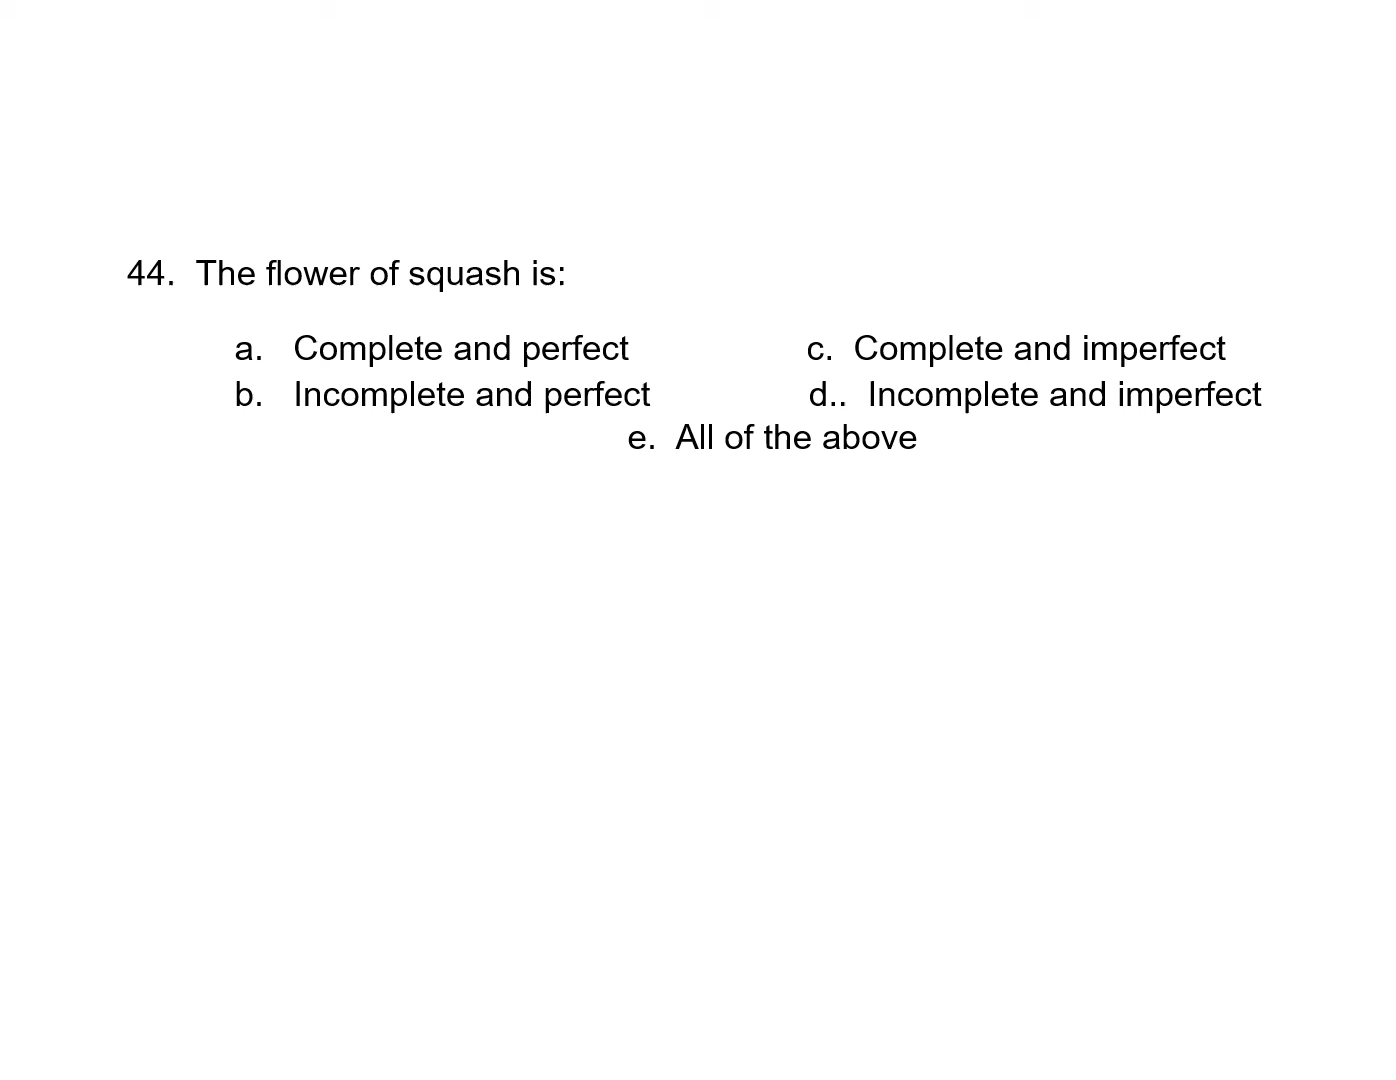 44. The flower of squash is:
a. Complete and perfect c. Complete and imperfect
b. Incomplete and perfect d.. Incomplete and imperfect
e. All of the above